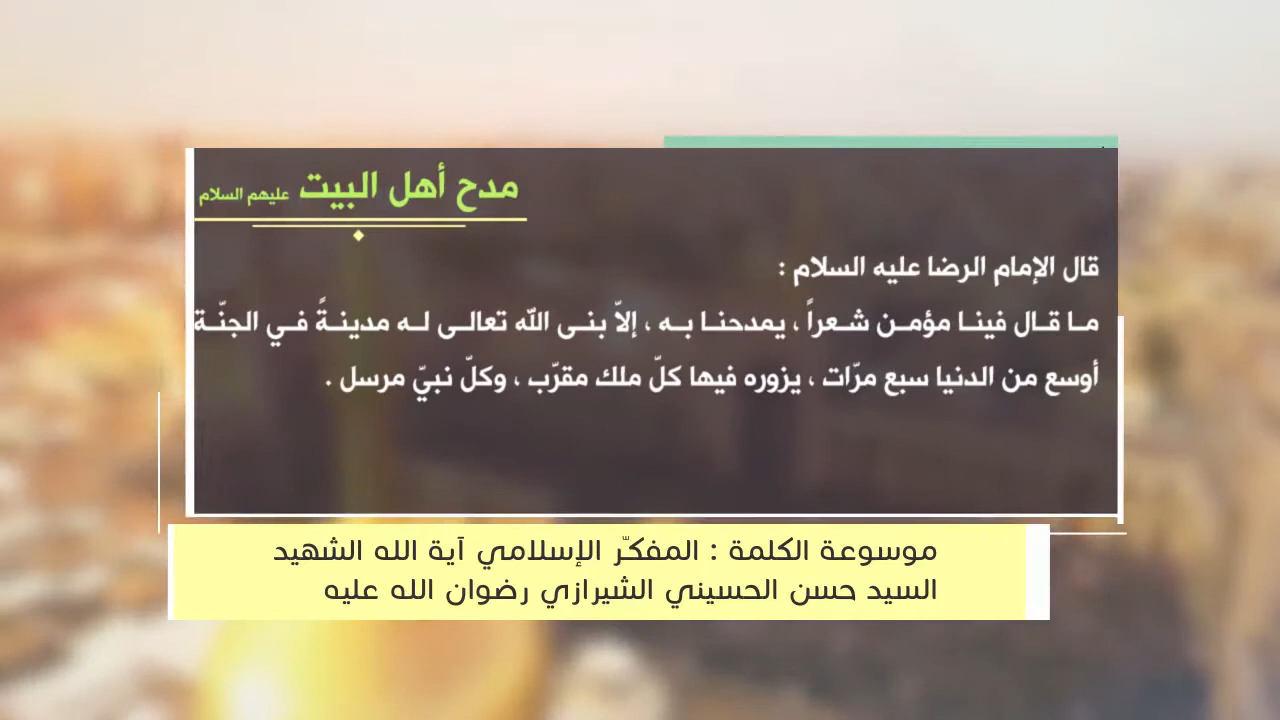 مدح أهل البيت عليهم السلام
قال الإمام الرضا عليه السلام :
مـا قـال فينـا مؤمـن شـعراً ، يمدحنـا بـه ، إلاّ بنـى الله تعالـى لـه مدينـةً فـي الجنّـة
أوسع من الدنيا سبع مرّات ، يزوره فيها كلّ ملك مقرّب ، وكلّ نبيّ مرسل .
موسوعة الكلمة : المفكّر الإسلامي آية الله الشهيد
السيد حسن الحسيني الشيرازي رضوان الله عليه